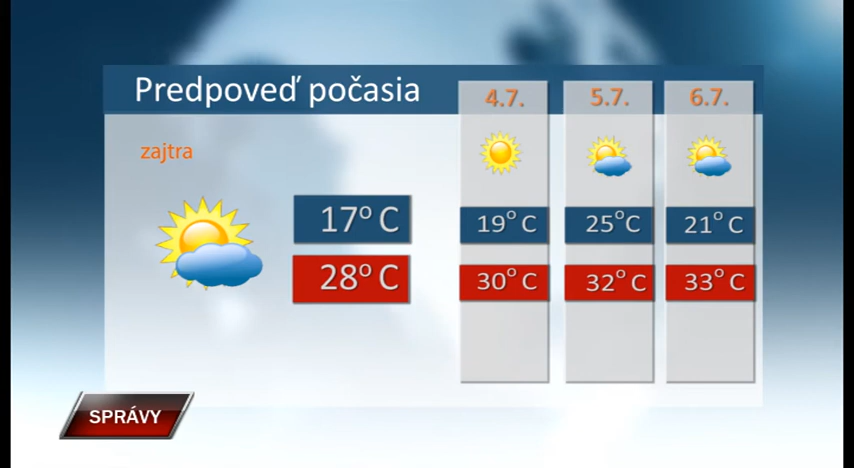 Predpoveď počasia
zajtra
17° C
28° C
4.7. 5.7. 6.7.
19° C 25°C 21° C
30° C 32° C 33° C
SPRÁVY